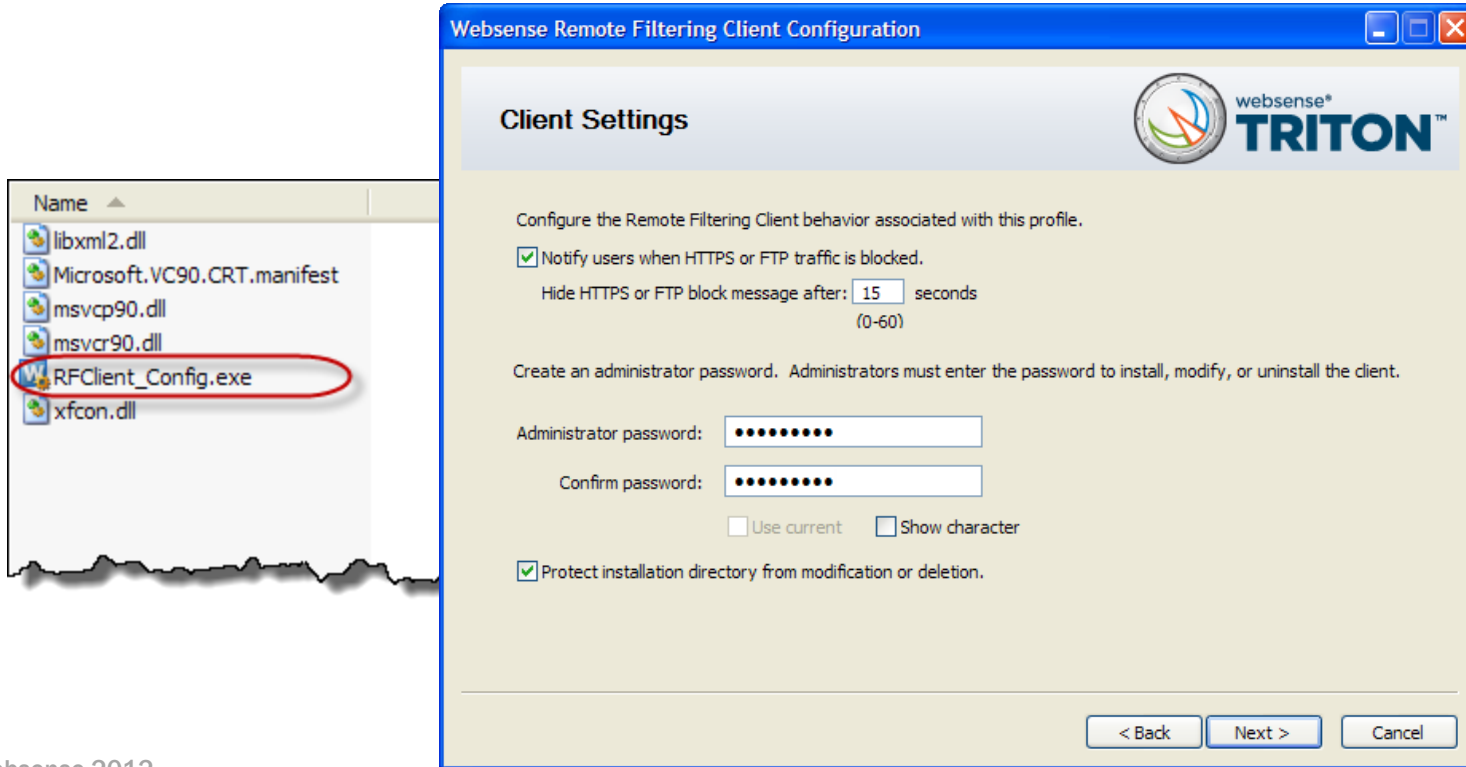 Websense Remote Filtering Client Configuration
Client Settings
websense®
TRITON™
Name
libxml2.dll
Microsoft.VC90.CRT.manifest
msvcp90.dll
msvcr90.dll
RFClient_Config.exe
xfcon.dll
Configure the Remote Filtering Client behavior associated with this profile.
Notify users when HTTPS or FTP traffic is blocked.
Hide HTTPS or FTP block message after: 15 seconds
(0-60)
Create an administrator password. Administrators must enter the password to install, modify, or uninstall the client.
Administrator password:
Confirm password:
Use current Show character
Protect installation directory from modification or deletion.
< Back Next > Cancel
2012